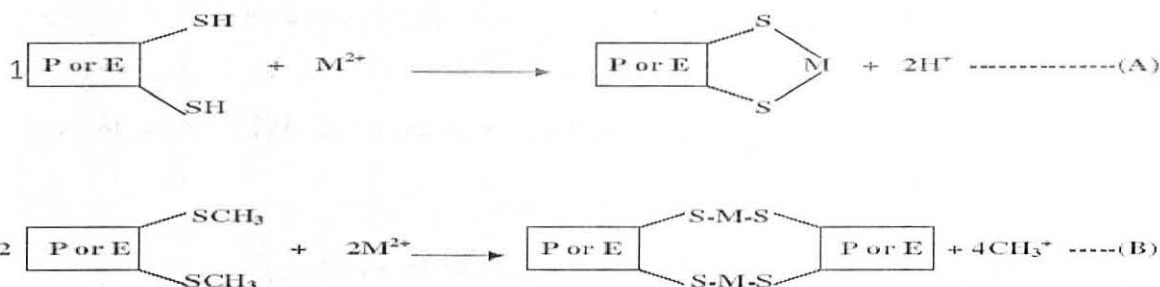 SH S
1 P or E + M²⁺ P or E M + 2H⁺ -------------(A)
SH S
SCH₃ S-M-S
2 P or E + 2M²⁺ P or E P or E + 4CH₃⁺ -----(B)
SCH₃ S-M-S